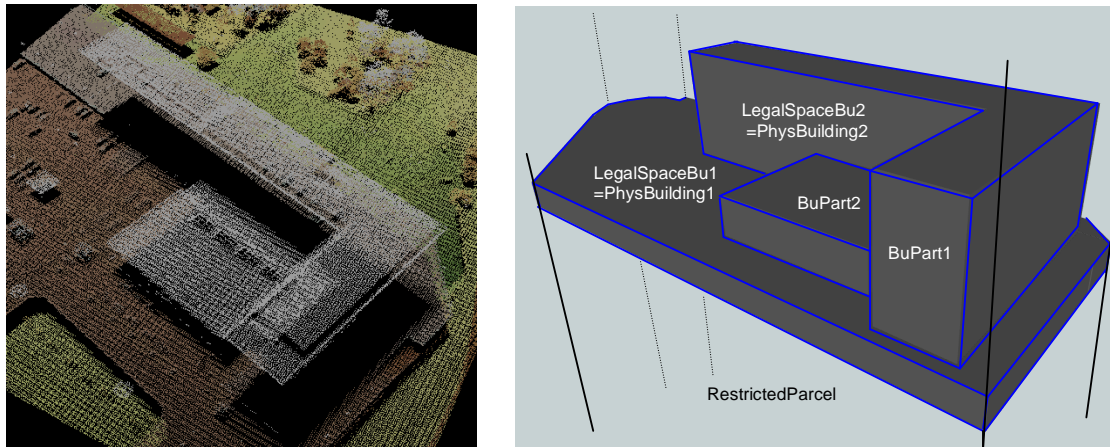 LegalSpaceBu2
=PhysBuilding2
LegalSpaceBu1
=PhysBuilding1
BuPart2
BuPart1
RestrictedParcel